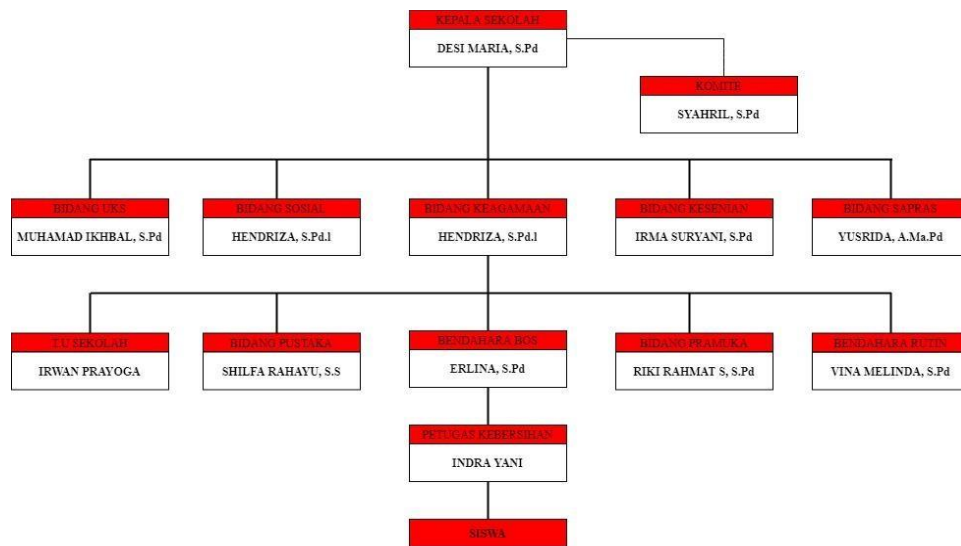 KEPALA SEKOLAH
DESI MARIA, S.Pd
KOMITE
SYAHRIL, S.Pd
BIDANG UKS
MUHAMAD IKHBAL, S.Pd
BIDANG SOSIAL
HENDRIZA, S.Pd.l
BIDANG KEAGAMAAN
HENDRIZA, S.Pd.l
BIDANG KESENIAN
IRMA SURYANI, S.Pd
BIDANG SAPRAS
YUSRIDA, A.Ma.Pd
T.U SEKOLAH
IRWAN PRAYOGA
BIDANG PUSTAKA
SHILFA RAHAYU, S.S
BENDAHARA BOS
ERLINA, S.Pd
BIDANG PRAMUKA
RIKI RAHMAT S, S.Pd
BENDAHARA RUTIN
VINA MELINDA, S.Pd
PETUGAS KEBERSIHAN
INDRA YANI
SISWA